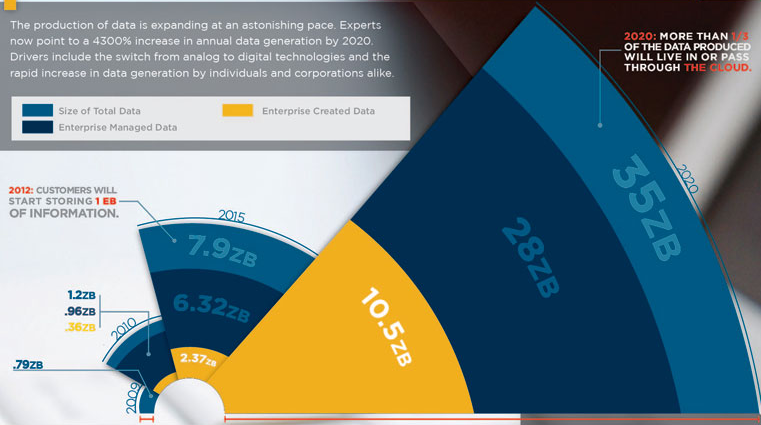 The production of data is expanding at an astonishing pace. Experts
now point to a 4300% increase in annual data generation by 2020.
Drivers include the switch from analog to digital technologies and the
rapid increase in data generation by individuals and corporations alike.
Size of Total Data
Enterprise Created Data
Enterprise Managed Data
2020: MORE THAN 1/3
OF THE DATA PRODUCED
WILL LIVE IN OR PASS
THROUGH THE CLOUD.
2012: CUSTOMERS WILL
START STORING 1 EB
OF INFORMATION.
2015
7.9ZB
6.32ZB
2.37ZB
2020
35ZB
28ZB
10.5ZB
1.2ZB
.96ZB
.36ZB
2010
.79ZB
2009